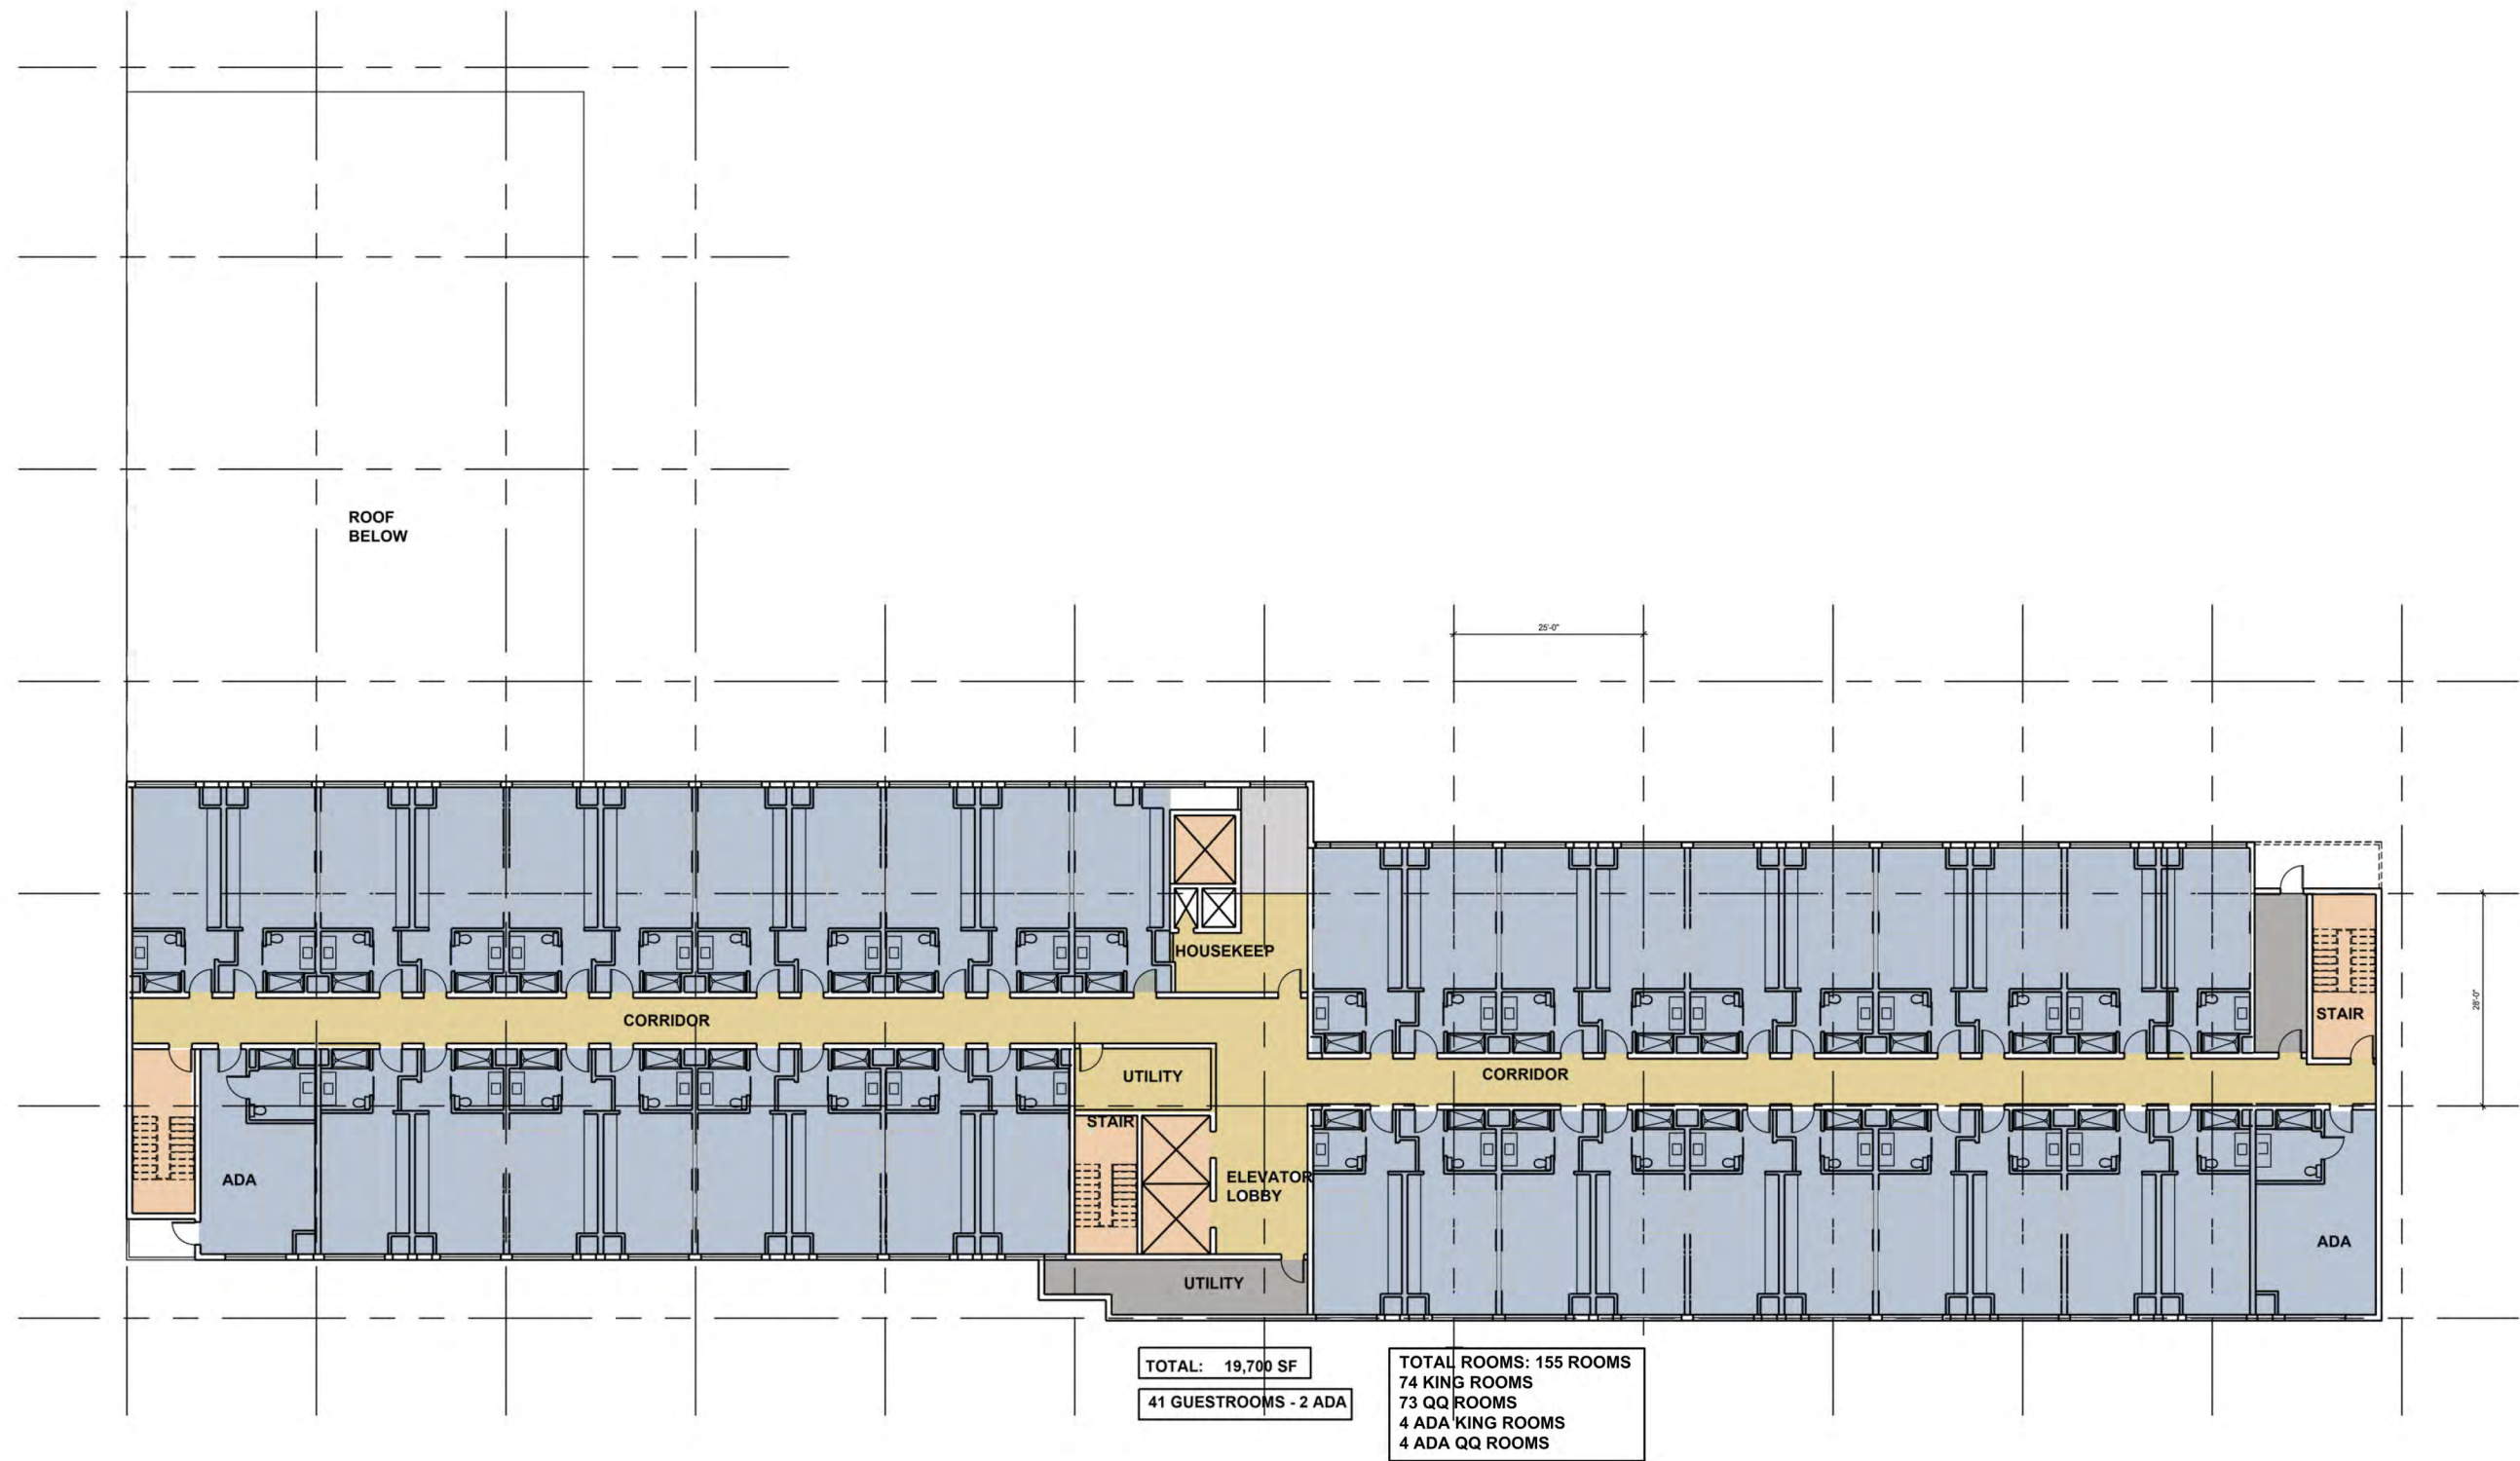 ROOF
BELOW
25'-0"
HOUSEKEEP
28'-0"
STAIR
CORRIDOR
CORRIDOR
UTILITY
STAIR
ADA
ELEVATOR
LOBBY
ADA
UTILITY
TOTAL: 19,700 SF
41 GUESTROOMS - 2 ADA
TOTAL ROOMS: 155 ROOMS
74 KING ROOMS
73 QQ ROOMS
4 ADA KING ROOMS
4 ADA QQ ROOMS